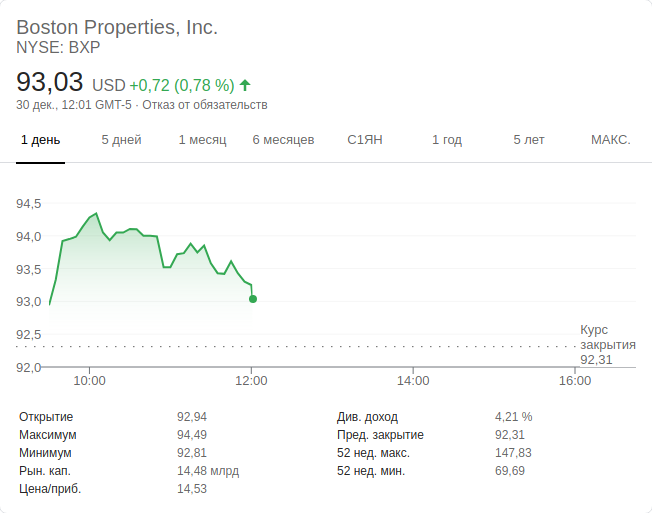 Boston Properties, Inc.
NYSE: BXP
93,03 USD +0,72 (0,78 %)
30 дек., 12:01 GMT-5 · Отказ от обязательств
1 день 5 дней 1 месяц 6 месяцев С1ЯН 1 год 5 лет МАКС.
94,5
94,0
93,5
93,0
92,5
92,0
Курс
закрытия
92,31
10:00 12:00 14:00 16:00
Открытие 92,94 Див. доход 4,21 %
Максимум 94,49 Пред. закрытие 92,31
Минимум 92,81 52 нед. макс. 147,83
Рын. кап. 14,48 млрд 52 нед. мин. 69,69
Цена/приб. 14,53